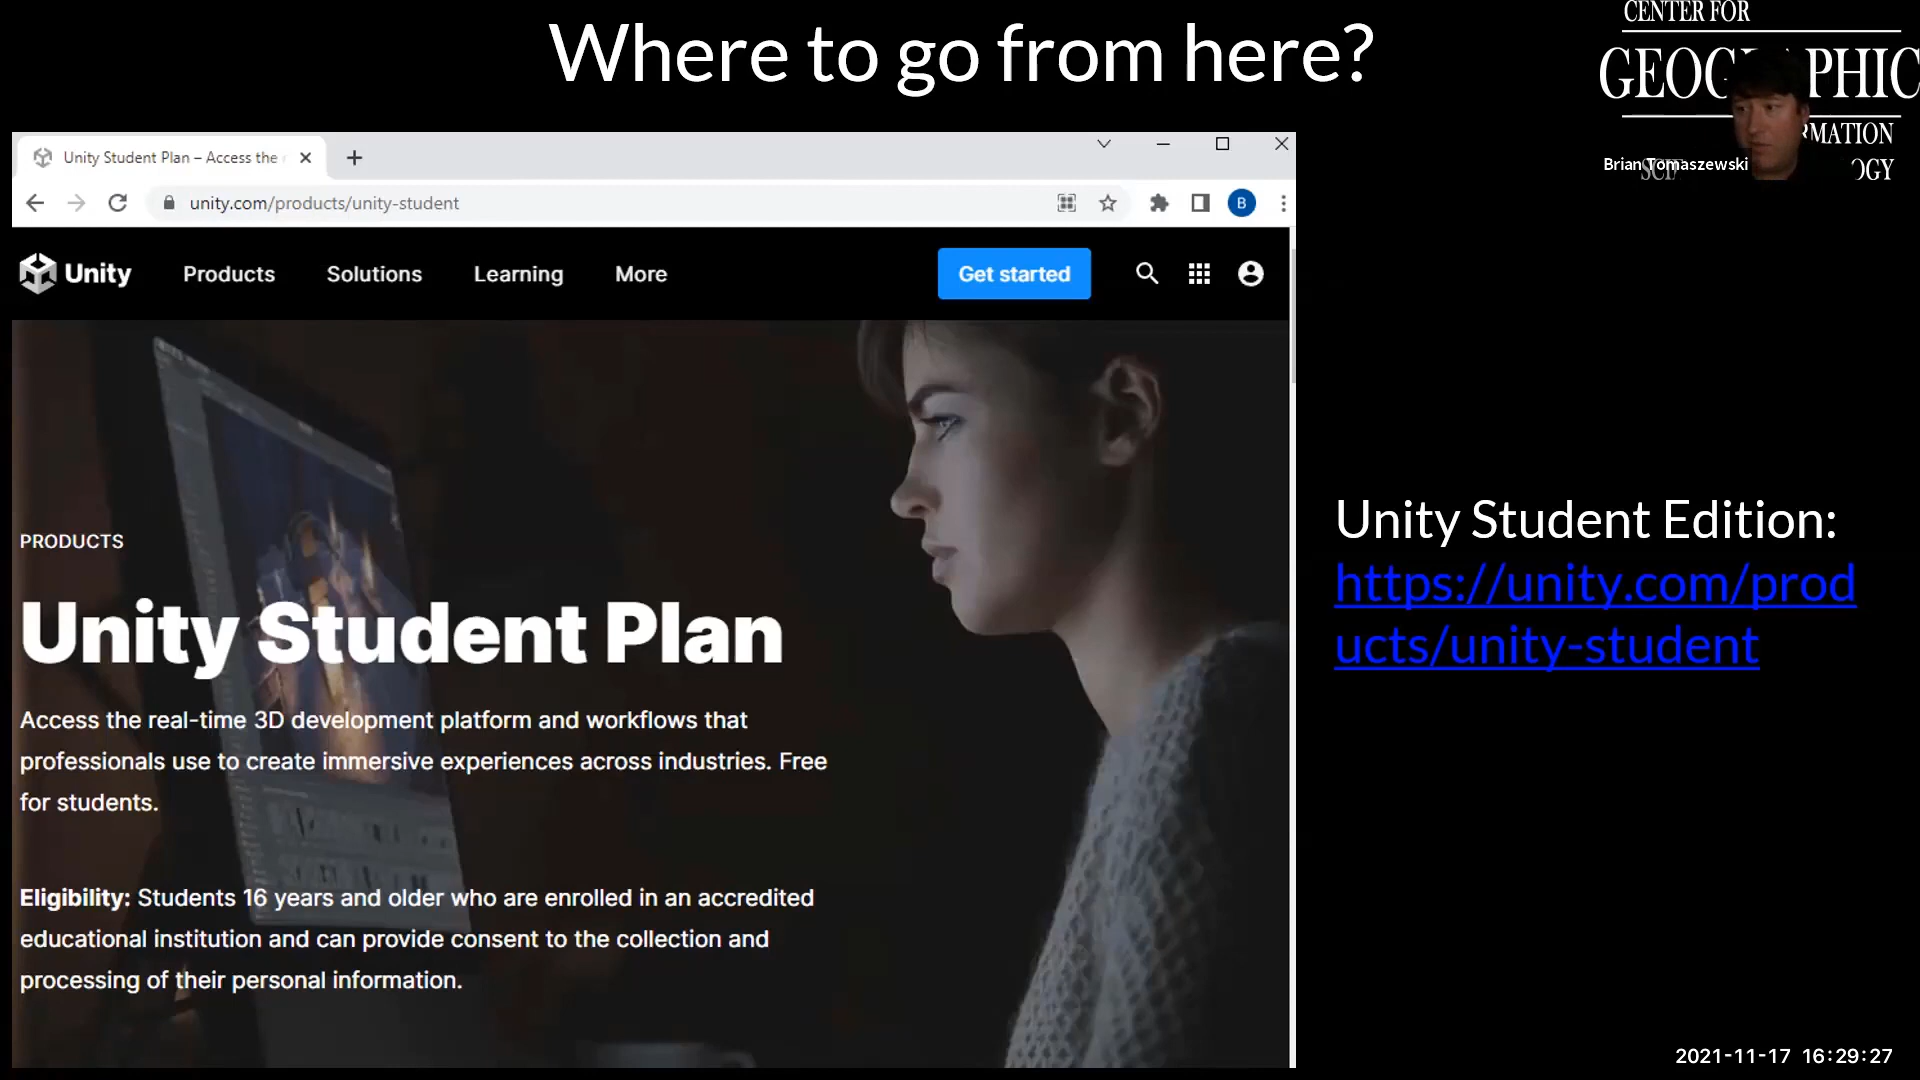 Where to go from here?
CENTER FOR
GEOG PHIC
RMATION
Brian Tomaszewski
OGY
Unity Student Plan – Access the
unity.com/products/unity-student
B
Unity
Products
Solutions
Learning
More
Get started
PRODUCTS
Unity Student Plan
Access the real-time 3D development platform and workflows that
professionals use to create immersive experiences across industries. Free
for students.
Eligibility: Students 16 years and older who are enrolled in an accredited
educational institution and can provide consent to the collection and
processing of their personal information.
Unity Student Edition:
https://unity.com/prod
ucts/unity-student
2021-11-17 16:29:27